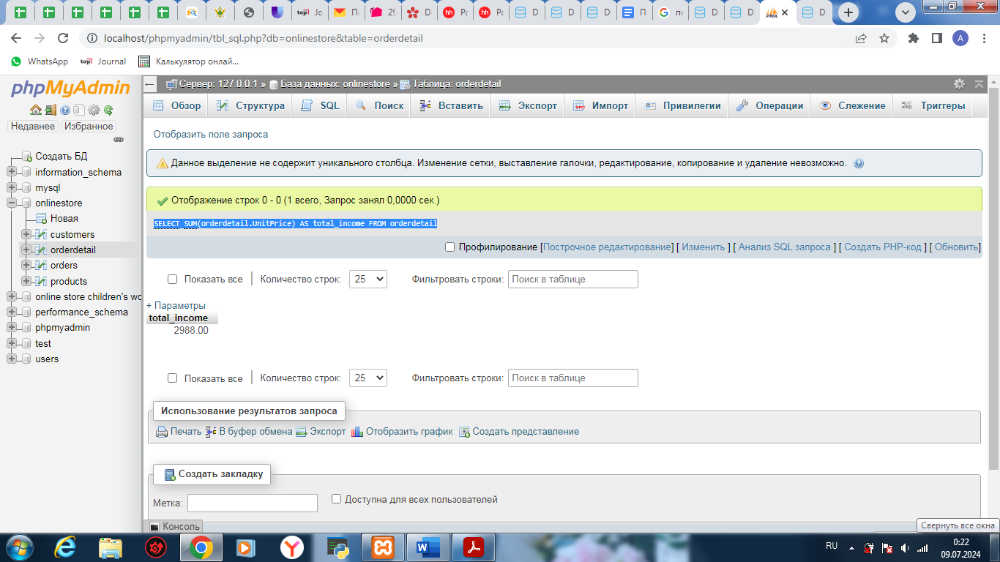 Jo
П
29
D
Ра
Ра
D
D
D
П
пе
D
D
D
localhost/phpmyadmin/tbl_sql.php?db=onlinestore&table=orderdetail
A
WhatsApp
top1 Journal
Калькулятор онлай...
phpMyAdmin
Недавнее
Избранное
Создать БД
information_schema
mysql
onlinestore
Новая
customers
orderdetail
orders
products
online store children's wo
performance_schema
phpmyadmin
test
users
Сервер: 127.0.0.1 » База данных: onlinestore » Таблица: orderdetail
Обзор
Структура
SQL
Поиск
Вставить
Экспорт
Импорт
Привилегии
Операции
Слежение
Триггеры
Отобразить поле запроса
Данное выделение не содержит уникального столбца. Изменение сетки, выставление галочки, редактирование, копирование и удаление невозможно.
Отображение строк 0 - 0 (1 всего, Запрос занял 0,0000 сек.)
SELECT SUM(orderdetail.UnitPrice) AS total_income FROM orderdetail
Профилирование [Построчное редактирование] [ Изменить ] [ Анализ SQL запроса ] [ Создать PHP-код ] [ Обновить]
Показать все
Количество строк:
25
Фильтровать строки:
Поиск в таблице
+ Параметры
total_income
2988.00
Показать все
Количество строк:
25
Фильтровать строки:
Поиск в таблице
Использование результатов запроса
Печать
В буфер обмена
Экспорт
Отобразить график
Создать представление
Создать закладку
Метка:
Доступна для всех пользователей
Консоль
Свернуть все окна
RU
0:22
09.07.2024